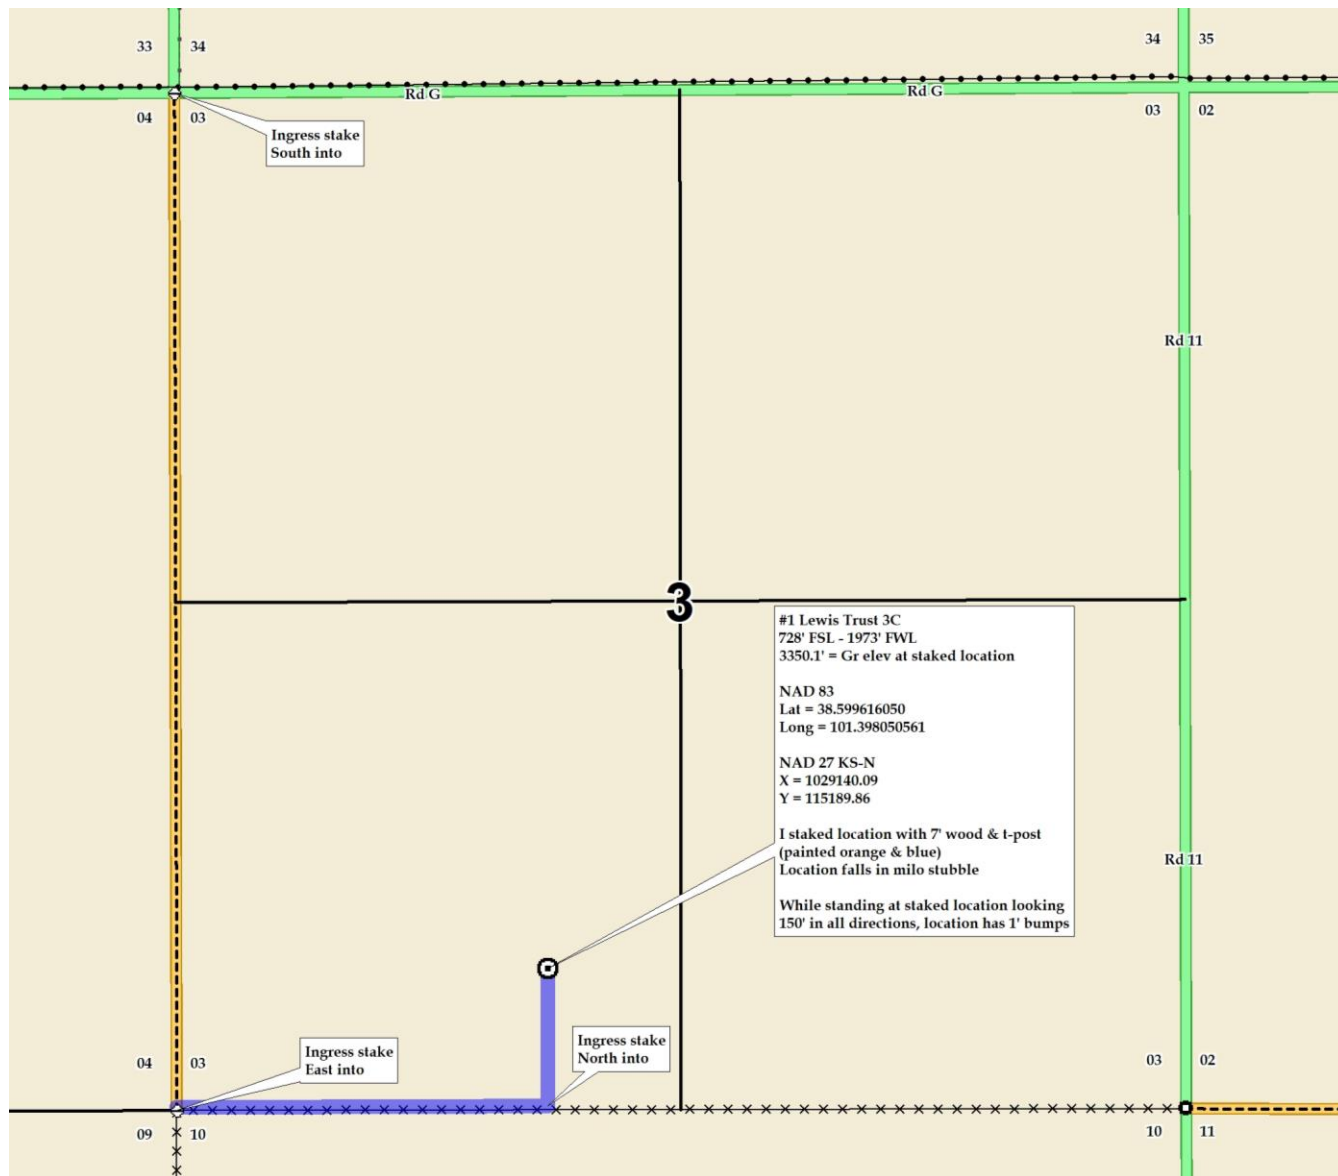 33 34
34 35
Rd G
Rd G
04 03
03 02
Ingress stake
South into
Rd 11
3
#1 Lewis Trust 3C
728' FSL - 1973' FWL
3350.1' = Gr elev at staked location
NAD 83
Lat = 38.599616050
Long = 101.398050561
NAD 27 KS-N
X = 1029140.09
Y = 115189.86
I staked location with 7' wood & t-post
(painted orange & blue)
Location falls in milo stubble
While standing at staked location looking
150' in all directions, location has 1' bumps
Rd 11
Ingress stake
North into
Ingress stake
East into
04 03
03 02
09 10
10 11